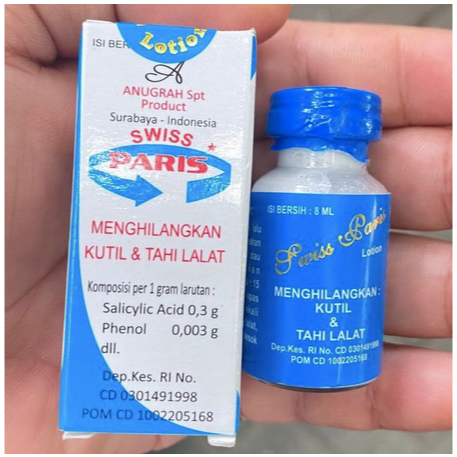 ISI BER
Lotion
ANUGRAH Spt
Product
Surabaya - Indonesia
SWISS
PARIS
MENGHILANGKAN
KUTIL & TAHI LALAT
Komposisi per 1 gram larutan :
Salicylic Acid 0,3 g
Phenol 0,003 g
dll.
Dep.Kes. RI No.
CD 0301491998
POM CD 1002205168
ISI BERSIH : 8 ML
Swiss Paris
Lotion
MENGHILANGKAN :
KUTIL
&
TAHI LALAT
Dep.Kes. RI No. CD 0301491998
POM CD 1002205168